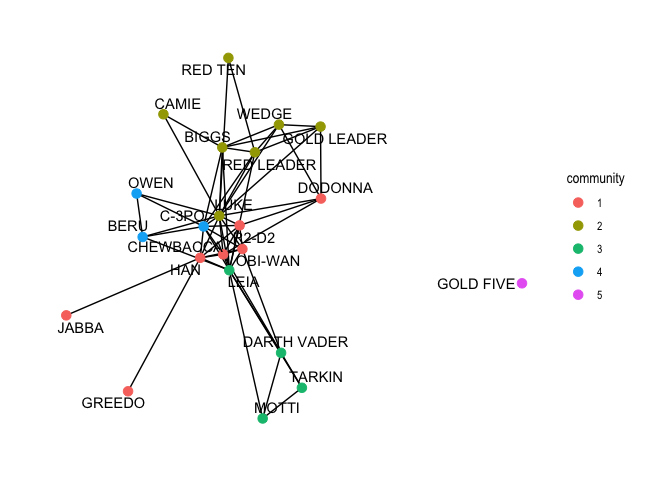 RED TEN
CAMIE
WEDGE
BIGGS
GOLD LEADER
RED LEADER
OWEN
DODONNA
LUKE
C-3PO
BERU
R2-D2
CHEWBACCA
OBI-WAN
HAN
LEIA
GOLD FIVE
JABBA
DARTH VADER
TARKIN
GREEDO
MOTTI
community
1
2
3
4
5